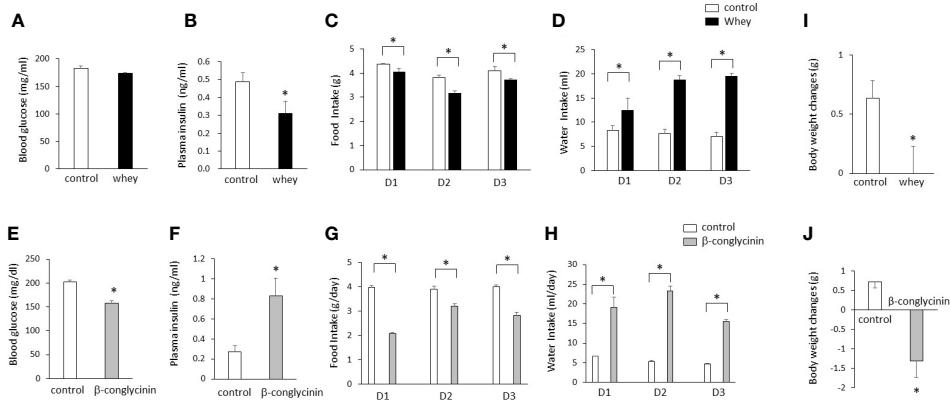 A
Blood glucose (mg/ml)
200
150
100
50
0
control
whey
B
Plasma insulin (ng/ml)
0.6
0.5
0.4
0.3
0.2
0.1
0
*
control
whey
C
Food Intake (g)
5
4
3
2
1
0
* * *
D1 D2 D3
control
Whey
D
Water Intake (ml)
25
20
15
10
5
0
* * *
D1 D2 D3
I
Body weight changes (g)
1
0.5
0
*
control
whey
E
Blood glucose (mg/dl)
250
200
150
100
50
0
*
control
β-conglycinin
F
Plasma insulin (ng/ml)
1.2
1
0.8
0.6
0.4
0.2
0
*
control
β-conglycinin
G
Food Intake (g/day)
5
4
3
2
1
0
* * *
D1 D2 D3
control
β-conglycinin
H
Water Intake (ml/day)
30
25
20
15
10
5
0
* * *
D1 D2 D3
J
Body weight changes (g)
1
0.5
0
-0.5
-1
-1.5
-2
β-conglycinin
control
*